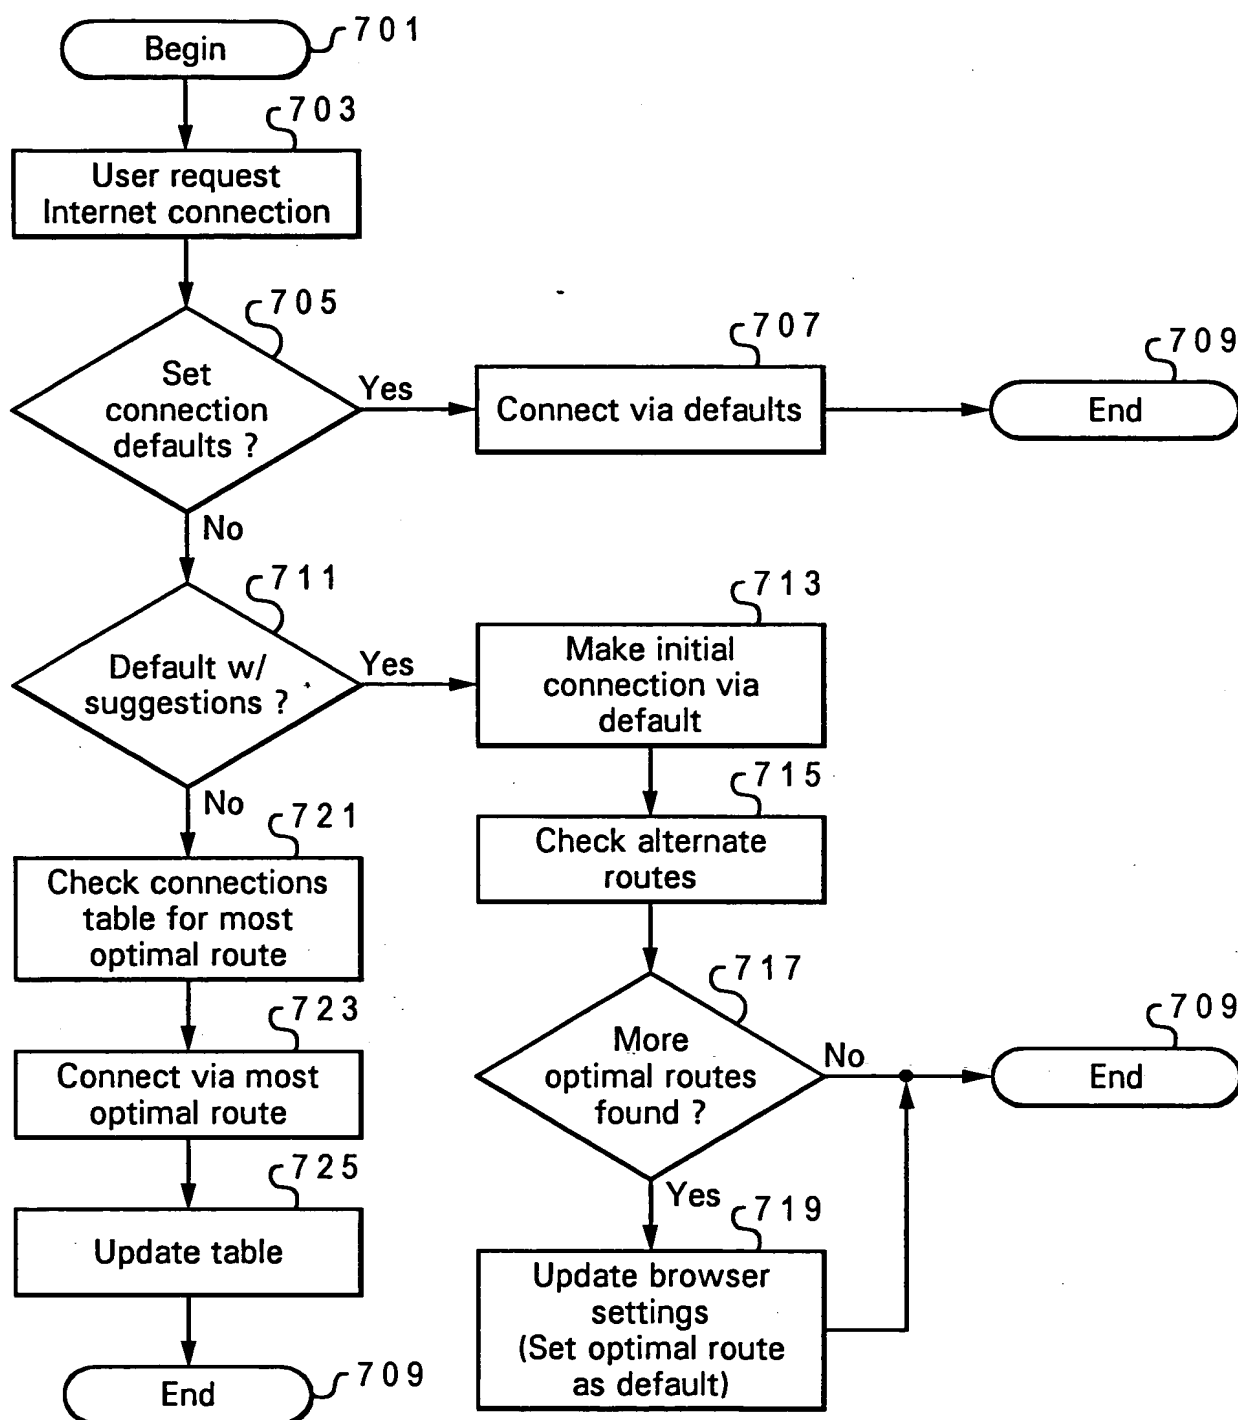 Begin
701
703
User request
Internet connection
705
Set
connection
defaults ?
Yes
707
Connect via defaults
709
End
No
711
Default w/
suggestions ?
Yes
713
Make initial
connection via
default
715
Check alternate
routes
717
More
optimal routes
found ?
No
709
End
Yes
719
Update browser
settings
(Set optimal route
as default)
No
721
Check connections
table for most
optimal route
723
Connect via most
optimal route
725
Update table
End
709